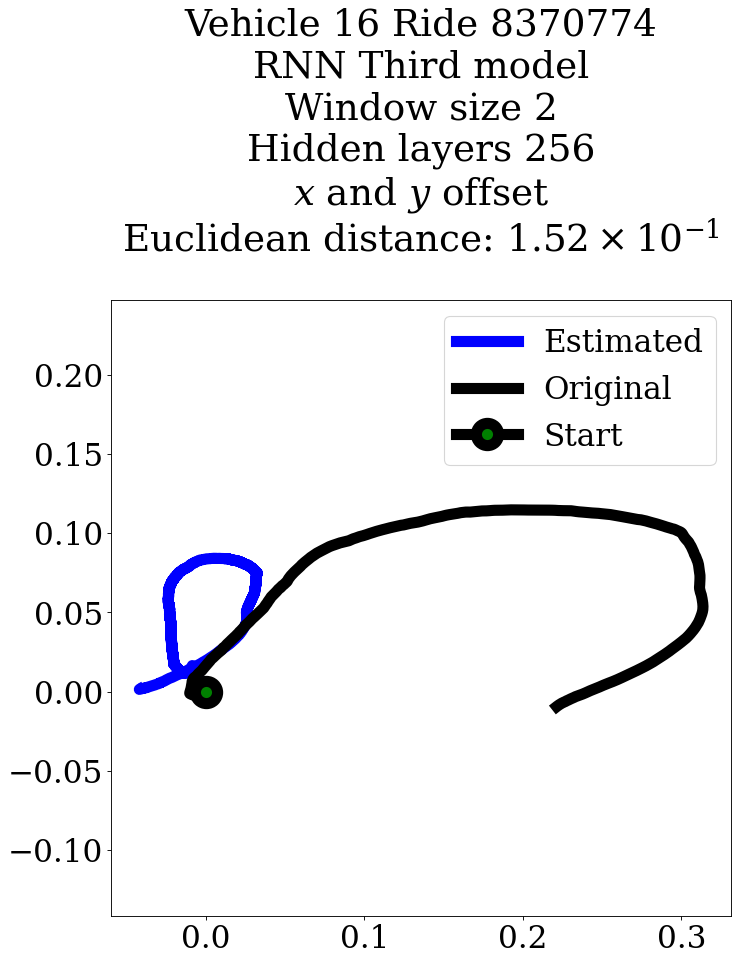 Vehicle 16 Ride 8370774
RNN Third model
Window size 2
Hidden layers 256
x and y offset
Euclidean distance: 1.52 × 10⁻¹
Estimated
Original
Start
0.20
0.15
0.10
0.05
0.00
−0.05
−0.10
0.0 0.1 0.2 0.3